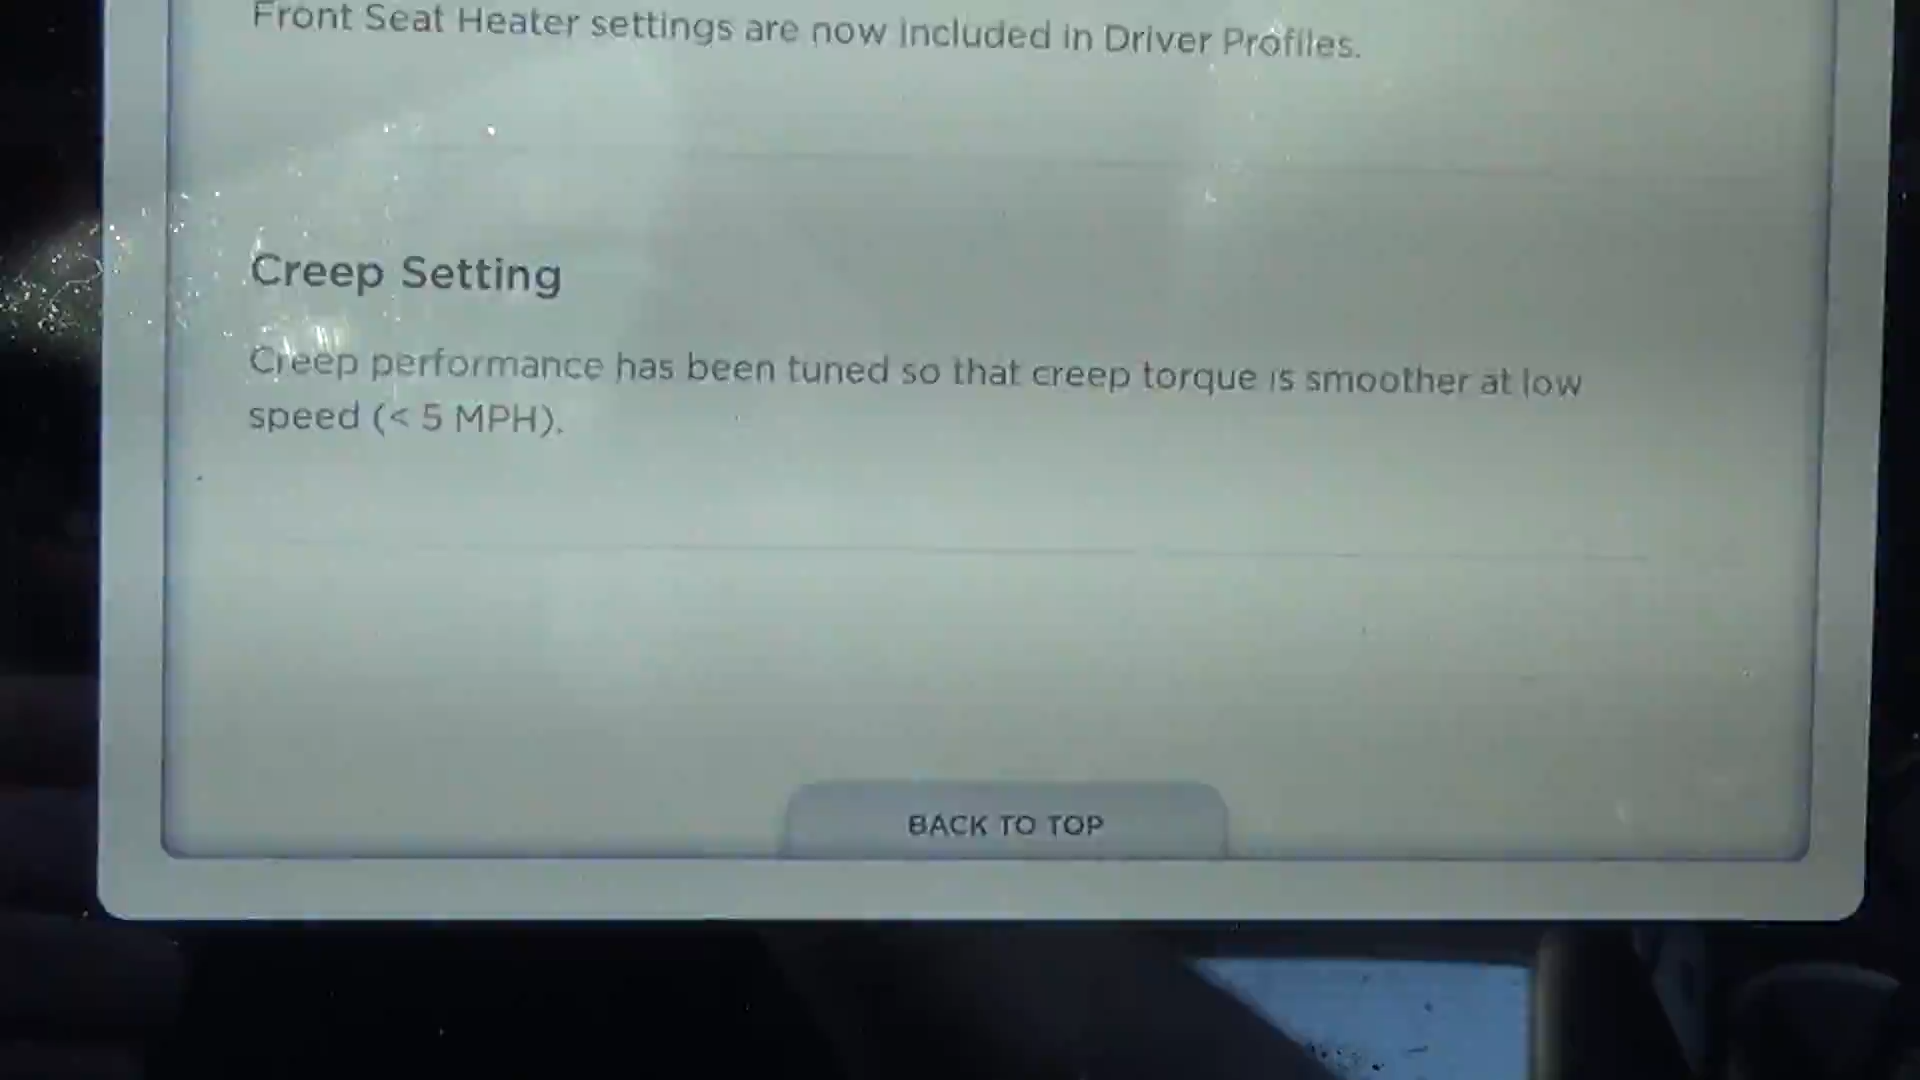 Front Seat Heater settings are now included in Driver Profiles.
Creep Setting
Creep performance has been tuned so that creep torque is smoother at low
speed (< 5 MPH).
BACK TO TOP